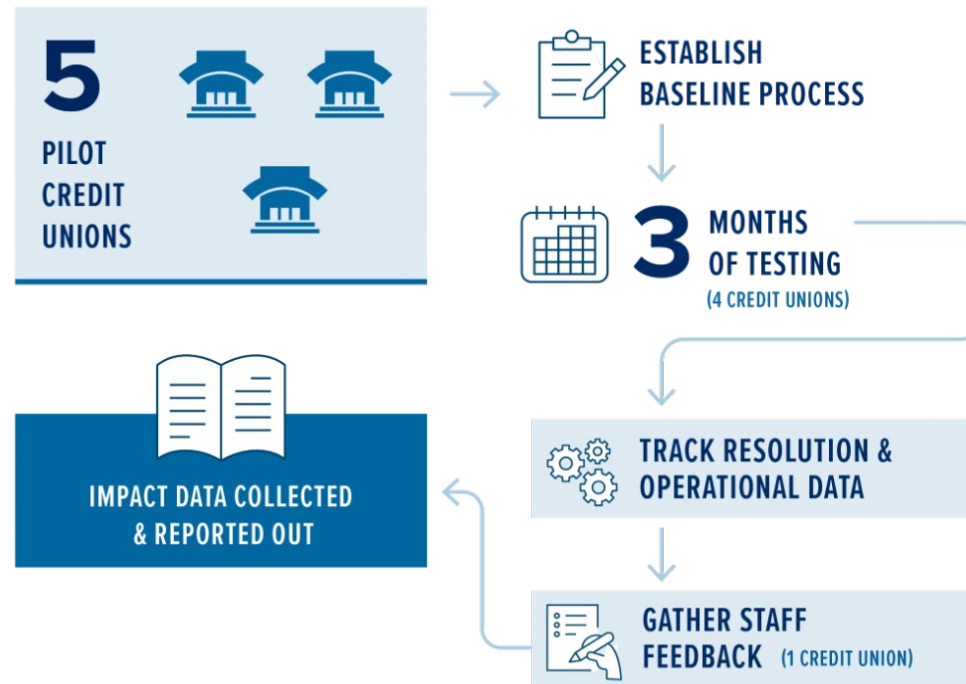 5
PILOT
CREDIT
UNIONS
ESTABLISH
BASELINE PROCESS
3 MONTHS
OF TESTING
(4 CREDIT UNIONS)
TRACK RESOLUTION &
OPERATIONAL DATA
GATHER STAFF
FEEDBACK (1 CREDIT UNION)
IMPACT DATA COLLECTED
& REPORTED OUT